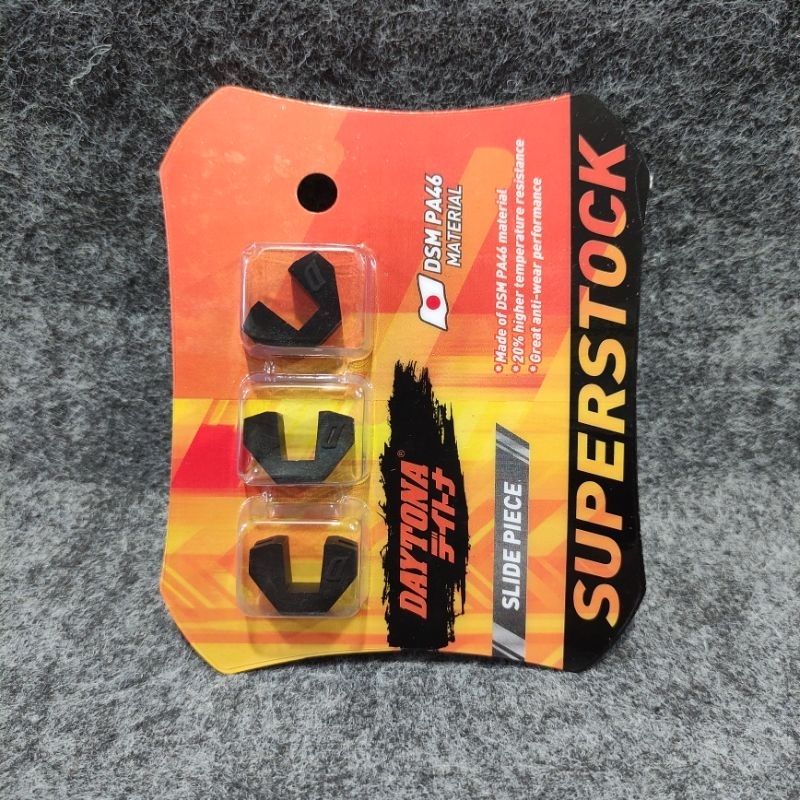 DSM PA46
MATERIAL
*Made of DSM PA46 material
*20% higher temperature resistance
*Great anti-wear performance
DAYTONA®
デイトナ
SLIDE PIECE
SUPERSTOCK